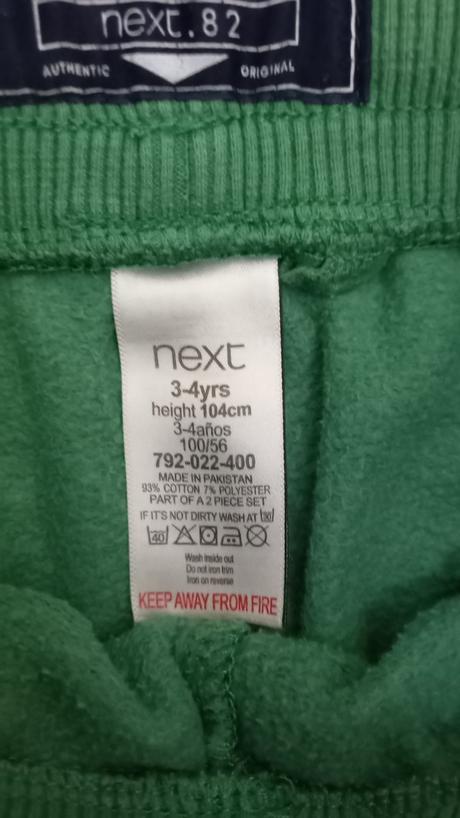 next.82
AUTHENTIC ORIGINAL
next
3-4yrs
height 104cm
3-4años
100/56
792-022-400
MADE IN PAKISTAN
93% COTTON 7% POLYESTER
PART OF A 2 PIECE SET
IF IT'S NOT DIRTY WASH AT 30
40
Wash inside out
Do not iron trim
Iron on reverse
KEEP AWAY FROM FIRE